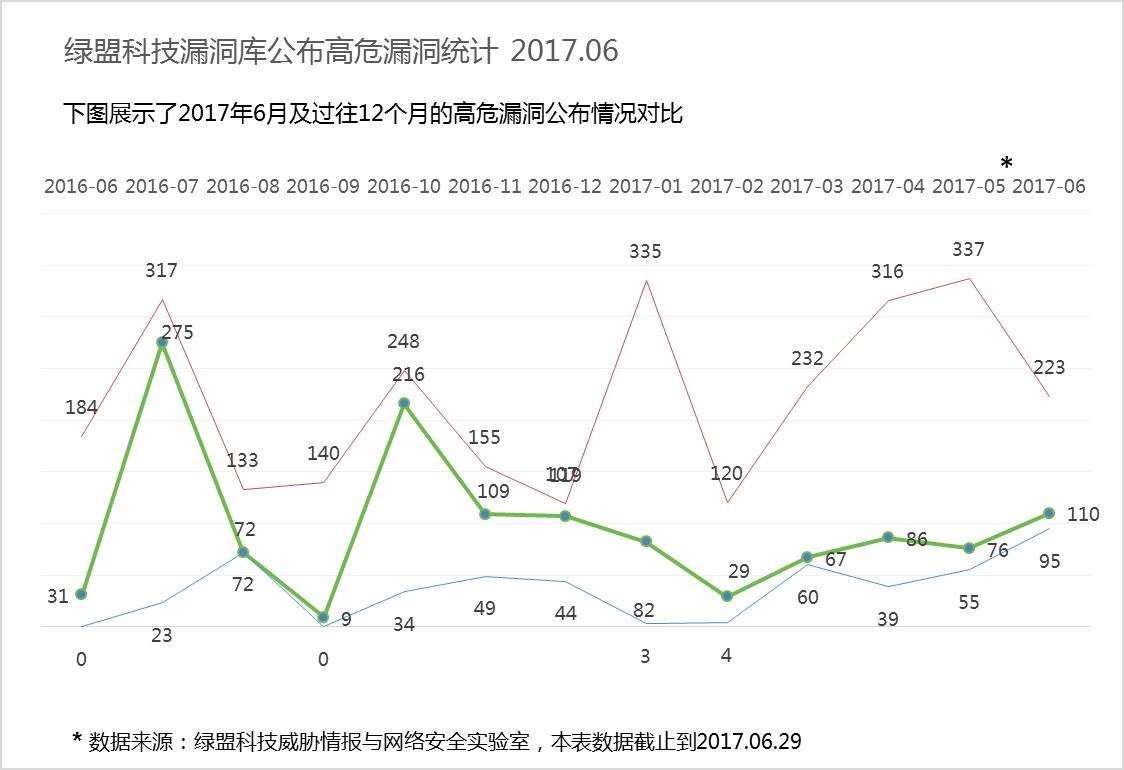 绿盟科技漏洞库公布高危漏洞统计 2017.06
下图展示了2017年6月及过往12个月的高危漏洞公布情况对比
*
2016-06 2016-07 2016-08 2016-09 2016-10 2016-11 2016-12 2017-01 2017-02 2017-03 2017-04 2017-05 2017-06
184 317 133 140 248 155 119 335 120 232 316 337 223
31 275 72 9 216 109 107 82 29 67 86 76 110
0 23 72 0 34 49 44 3 4 60 39 55 95
* 数据来源：绿盟科技威胁情报与网络安全实验室，本表数据截止到2017.06.29